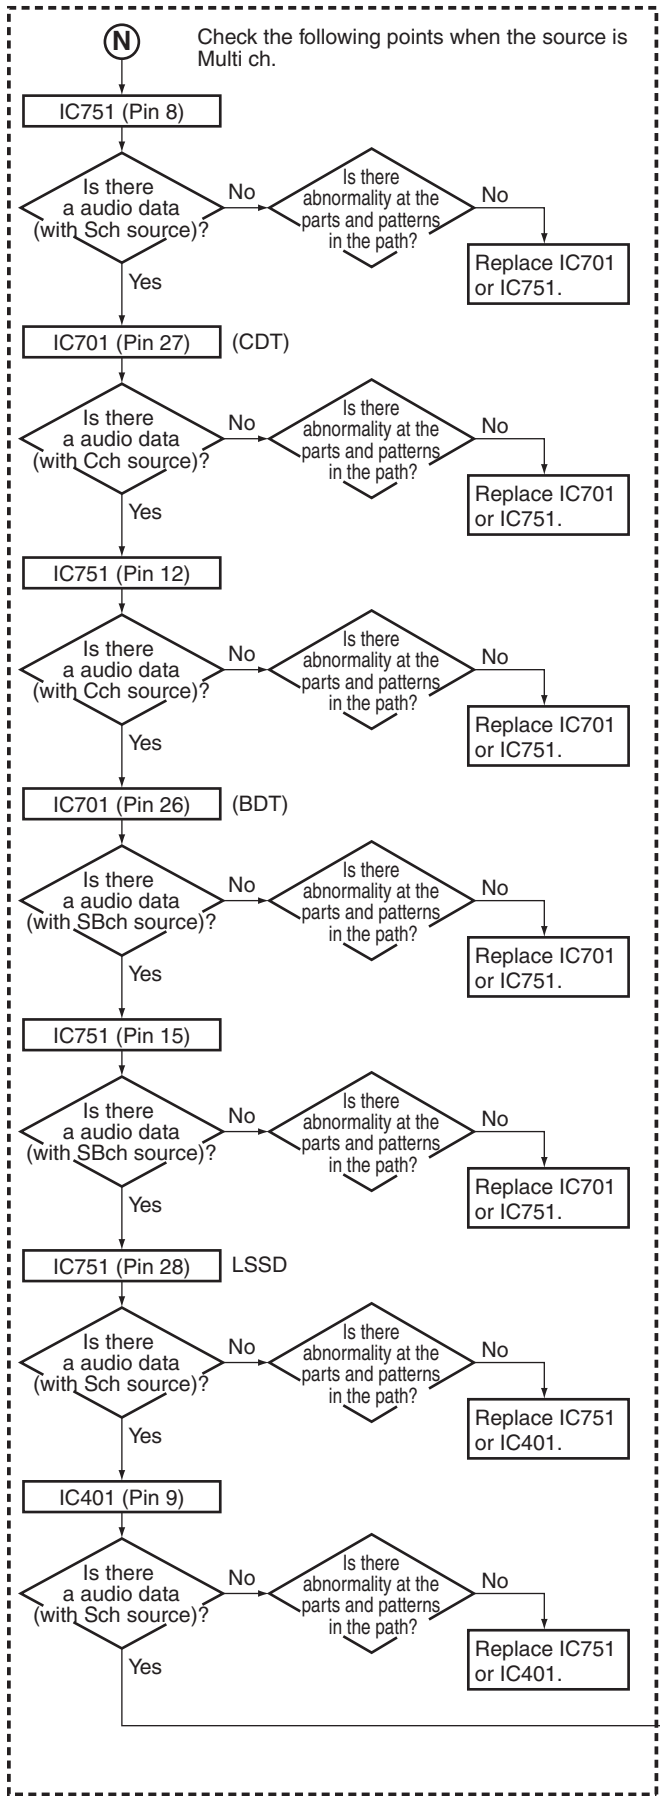 N
Check the following points when the source is
Multi ch.
IC751 (Pin 8)
Is there
a audio data
(with Sch source)?
No
Is there
abnormality at the
parts and patterns
in the path?
No
Replace IC701
or IC751.
Yes
IC701 (Pin 27)
(CDT)
Is there
a audio data
(with Cch source)?
No
Is there
abnormality at the
parts and patterns
in the path?
No
Replace IC701
or IC751.
Yes
IC751 (Pin 12)
Is there
a audio data
(with Cch source)?
No
Is there
abnormality at the
parts and patterns
in the path?
No
Replace IC701
or IC751.
Yes
IC701 (Pin 26)
(BDT)
Is there
a audio data
(with SBch source)?
No
Is there
abnormality at the
parts and patterns
in the path?
No
Replace IC701
or IC751.
Yes
IC751 (Pin 15)
Is there
a audio data
(with SBch source)?
No
Is there
abnormality at the
parts and patterns
in the path?
No
Replace IC701
or IC751.
Yes
IC751 (Pin 28)
LSSD
Is there
a audio data
(with Sch source)?
No
Is there
abnormality at the
parts and patterns
in the path?
No
Replace IC751
or IC401.
Yes
IC401 (Pin 9)
Is there
a audio data
(with Sch source)?
No
Is there
abnormality at the
parts and patterns
in the path?
No
Replace IC751
or IC401.
Yes